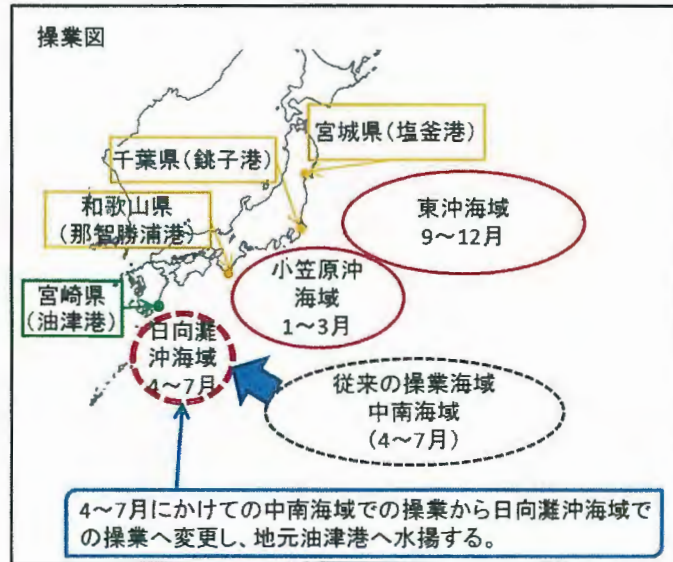 操業図
宮城県(塩釜港)
千葉県(銚子港)
和歌山県
(那智勝浦港)
宮崎県
(油津港)
東沖海域
9～12月
小笠原沖
海域
1～3月
日向灘
沖海域
4～7月
従来の操業海域
中南海域
(4～7月)
4～7月にかけての中南海域での操業から日向灘沖海域で
の操業へ変更し、地元油津港へ水揚する。